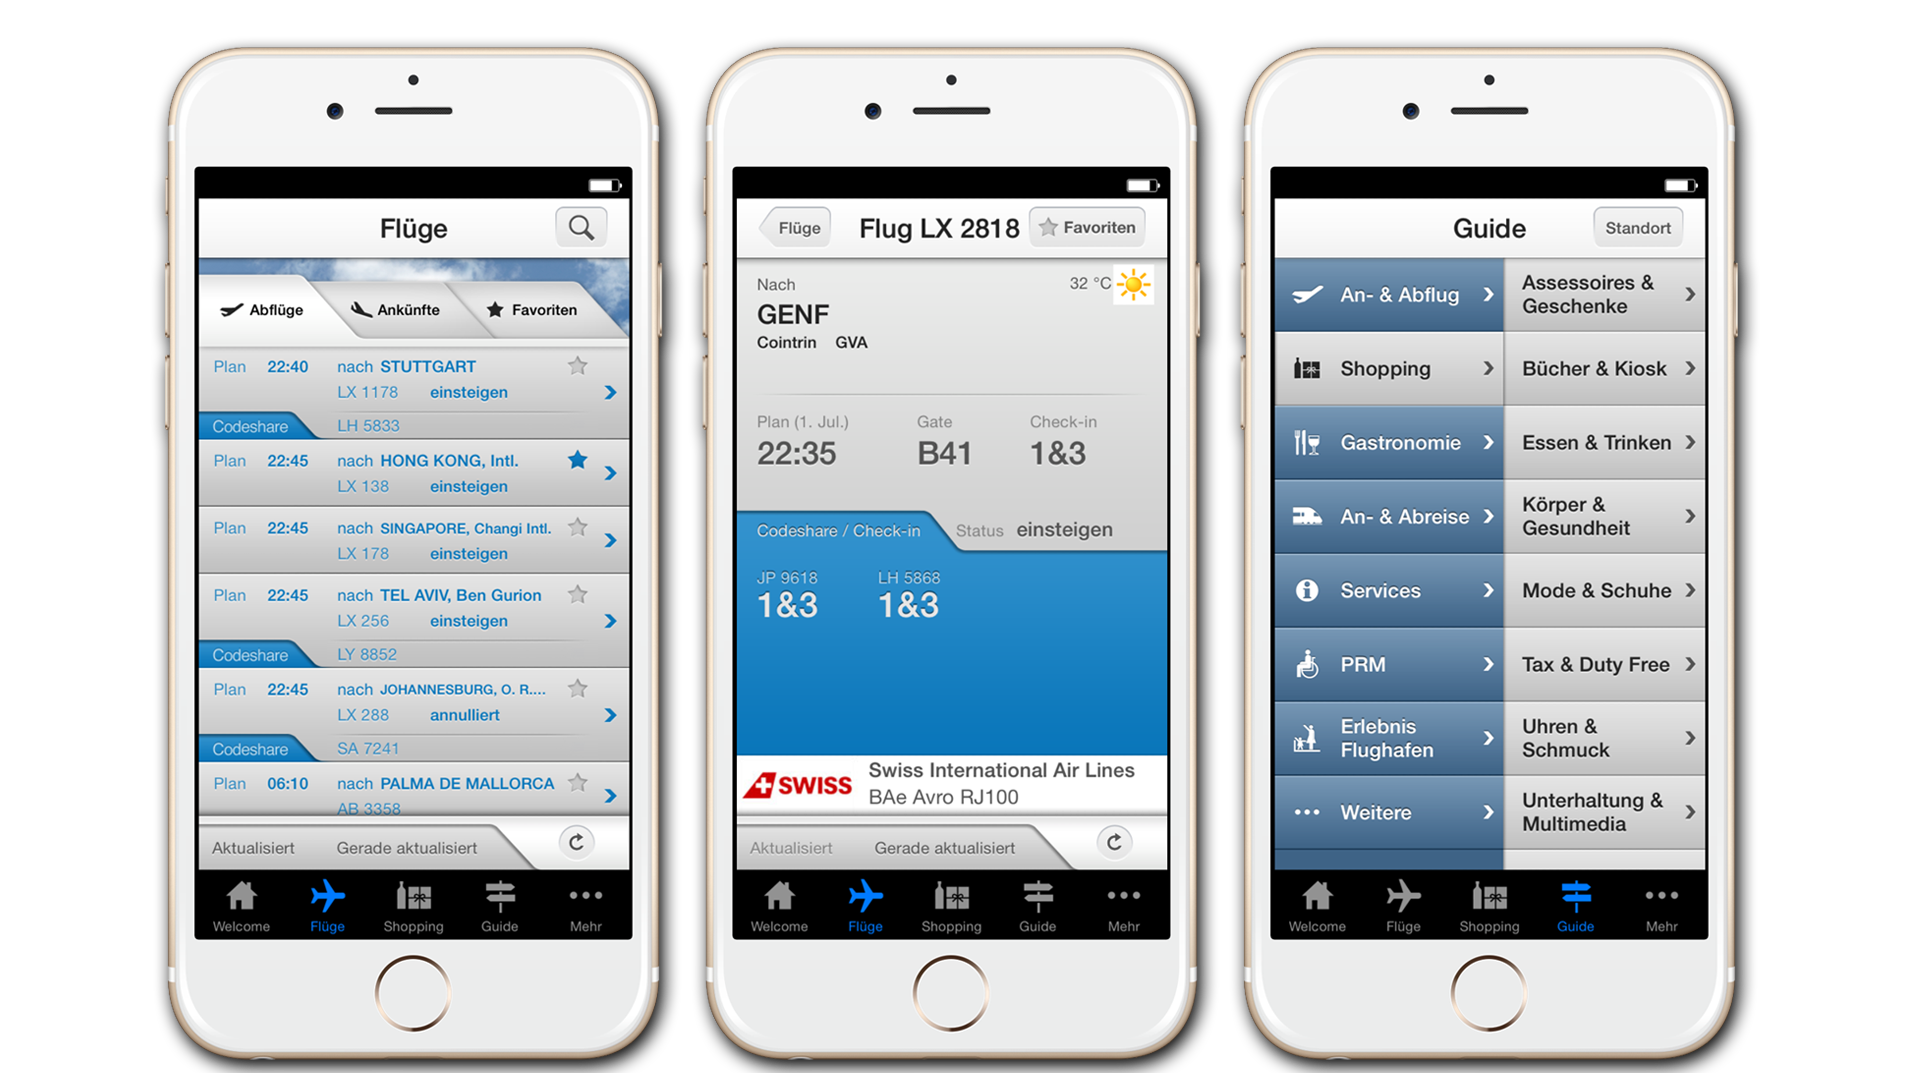 Flüge
Abflüge Ankünfte Favoriten
Plan 22:40 nach STUTTGART
LX 1178 einsteigen
Codeshare LH 5833
Plan 22:45 nach HONG KONG, Intl.
LX 138 einsteigen
Plan 22:45 nach SINGAPORE, Changi Intl.
LX 178 einsteigen
Plan 22:45 nach TEL AVIV, Ben Gurion
LX 256 einsteigen
Codeshare LY 8852
Plan 22:45 nach JOHANNESBURG, O. R....
LX 288 annulliert
Codeshare SA 7241
Plan 06:10 nach PALMA DE MALLORCA
AB 3358
Aktualisiert Gerade aktualisiert
Welcome Flüge Shopping Guide Mehr
Flüge Flug LX 2818 Favoriten
Nach 32 °C
GENF
Cointrin GVA
Plan (1. Jul.) Gate Check-in
22:35 B41 1&3
Codeshare / Check-in Status einsteigen
JP 9618 LH 5868
1&3 1&3
SWISS Swiss International Air Lines
BAe Avro RJ100
Aktualisiert Gerade aktualisiert
Welcome Flüge Shopping Guide Mehr
Guide Standort
An- & Abflug
Shopping
Gastronomie
An- & Abreise
Services
PRM
Erlebnis
Flughafen
Weitere
Assessoires &
Geschenke
Bücher & Kiosk
Essen & Trinken
Körper &
Gesundheit
Mode & Schuhe
Tax & Duty Free
Uhren &
Schmuck
Unterhaltung &
Multimedia
Welcome Flüge Shopping Guide Mehr